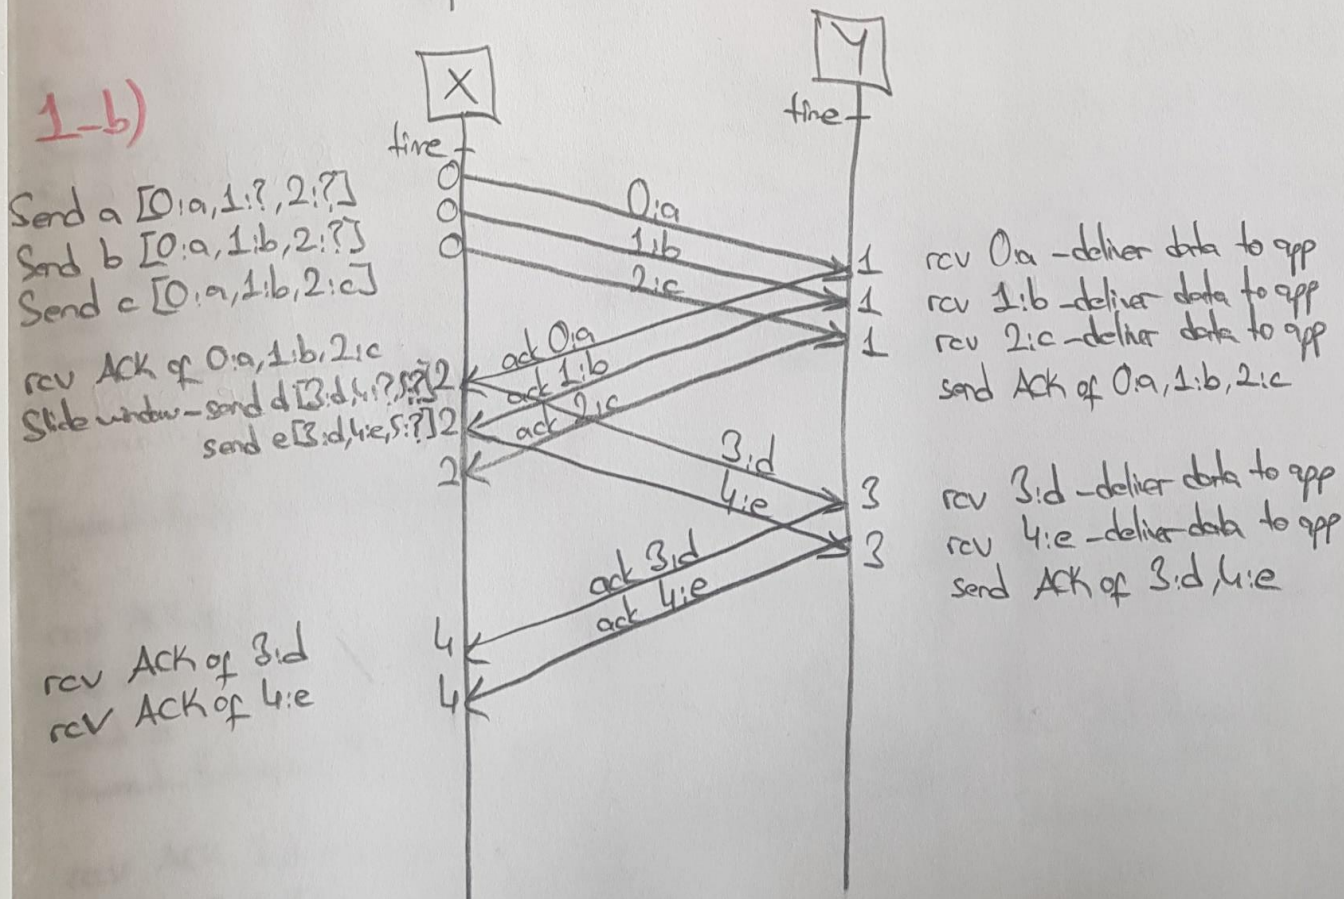 1-b)
X
Y
time
time
0
0
0
Send a [0:a, 1:?, 2:?]
Send b [0:a, 1:b, 2:?]
Send c [0:a, 1:b, 2:c]
0:a
1:b
2:c
1
1
1
rcv 0:a - deliver data to app
rcv 1:b - deliver data to app
rcv 2:c - deliver data to app
send ACK of 0:a, 1:b, 2:c
rcv ACK of 0:a, 1:b, 2:c
Slide window - send d [3:d, 4:?, 5:?] 2
send e [3:d, 4:e, 5:?] 2
2
ack 0:a
ack 1:b
ack 2:c
3:d
4:e
3
3
rcv 3:d - deliver data to app
rcv 4:e - deliver data to app
send ACK of 3:d, 4:e
ack 3:d
ack 4:e
4
4
rcv ACK of 3:d
rcv ACK of 4:e